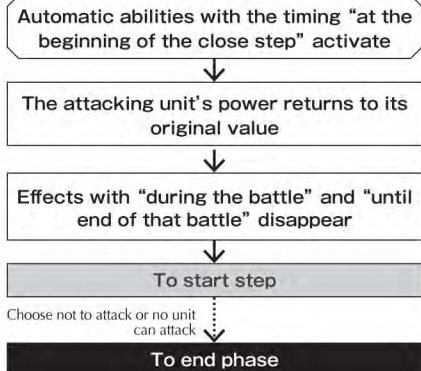 Automatic abilities with the timing “at the
beginning of the close step” activate
The attacking unit’s power returns to its
original value
Effects with “during the battle” and “until
end of that battle” disappear
To start step
Choose not to attack or no unit
can attack
To end phase